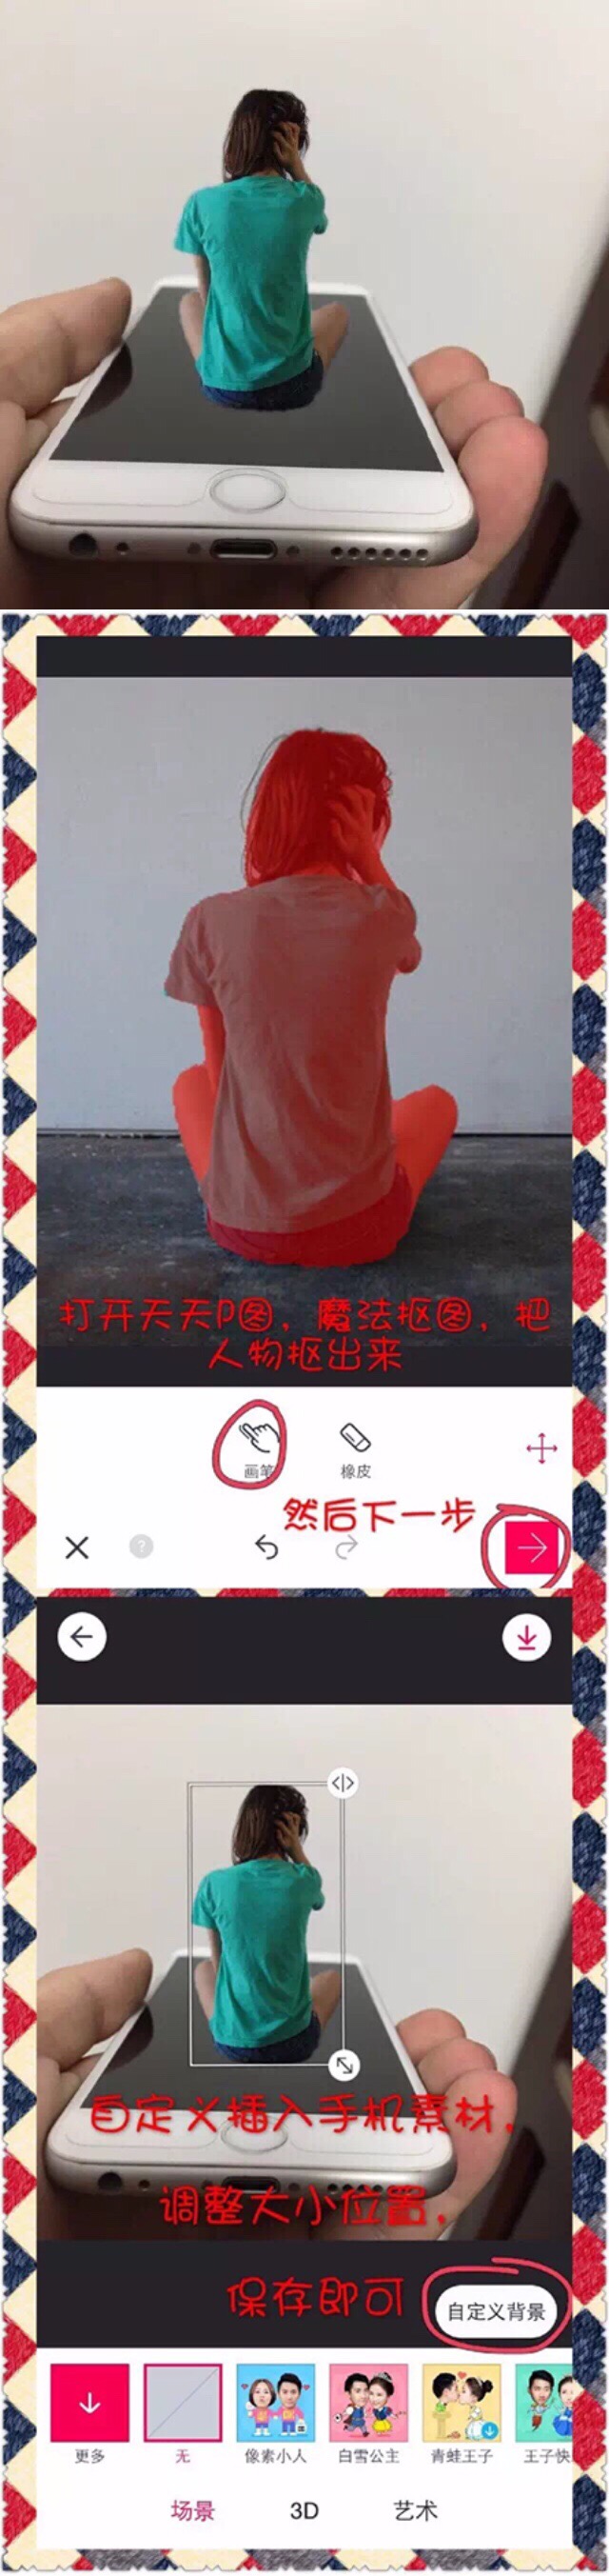 打开天天P图，魔法抠图，把
人物抠出来
画笔
橡皮
然后下一步
?
自定义插入手机素材，
调整大小位置，
保存即可
自定义背景
更多
无
像素小人
白雪公主
青蛙王子
王子快
场景
3D
艺术